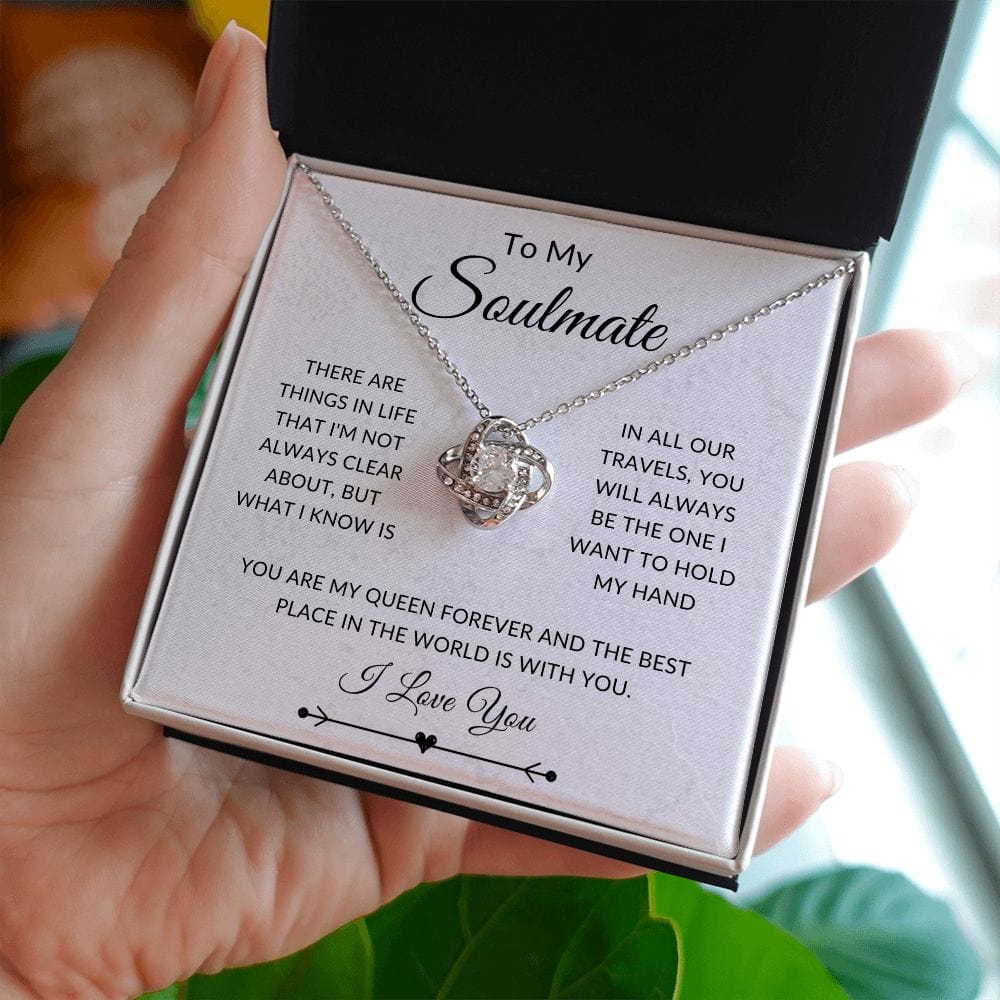 To My
Soulmate
THERE ARE
THINGS IN LIFE
THAT I'M NOT
ALWAYS CLEAR
ABOUT, BUT
WHAT I KNOW IS
IN ALL OUR
TRAVELS, YOU
WILL ALWAYS
BE THE ONE I
WANT TO HOLD
MY HAND
YOU ARE MY QUEEN FOREVER AND THE BEST
PLACE IN THE WORLD IS WITH YOU.
I Love You